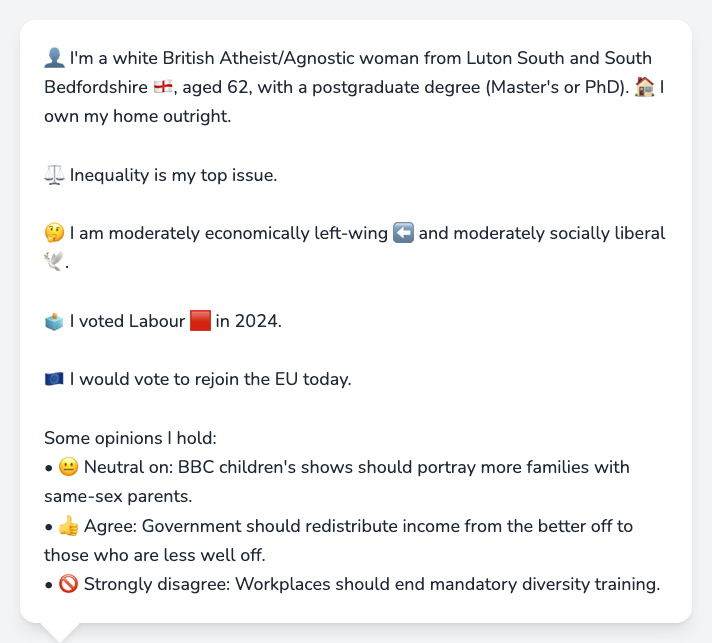 👤 I'm a white British Atheist/Agnostic woman from Luton South and South
Bedfordshire 🏴󠁧󠁢󠁥󠁮󠁧󠁿, aged 62, with a postgraduate degree (Master's or PhD). 🏠 I
own my home outright.
⚖️ Inequality is my top issue.
🤔 I am moderately economically left-wing ⬅️ and moderately socially liberal
🕊️.
🗳️ I voted Labour 🟥 in 2024.
🇪🇺 I would vote to rejoin the EU today.
Some opinions I hold:
• 😐 Neutral on: BBC children's shows should portray more families with
same-sex parents.
• 👍 Agree: Government should redistribute income from the better off to
those who are less well off.
• 🚫 Strongly disagree: Workplaces should end mandatory diversity training.